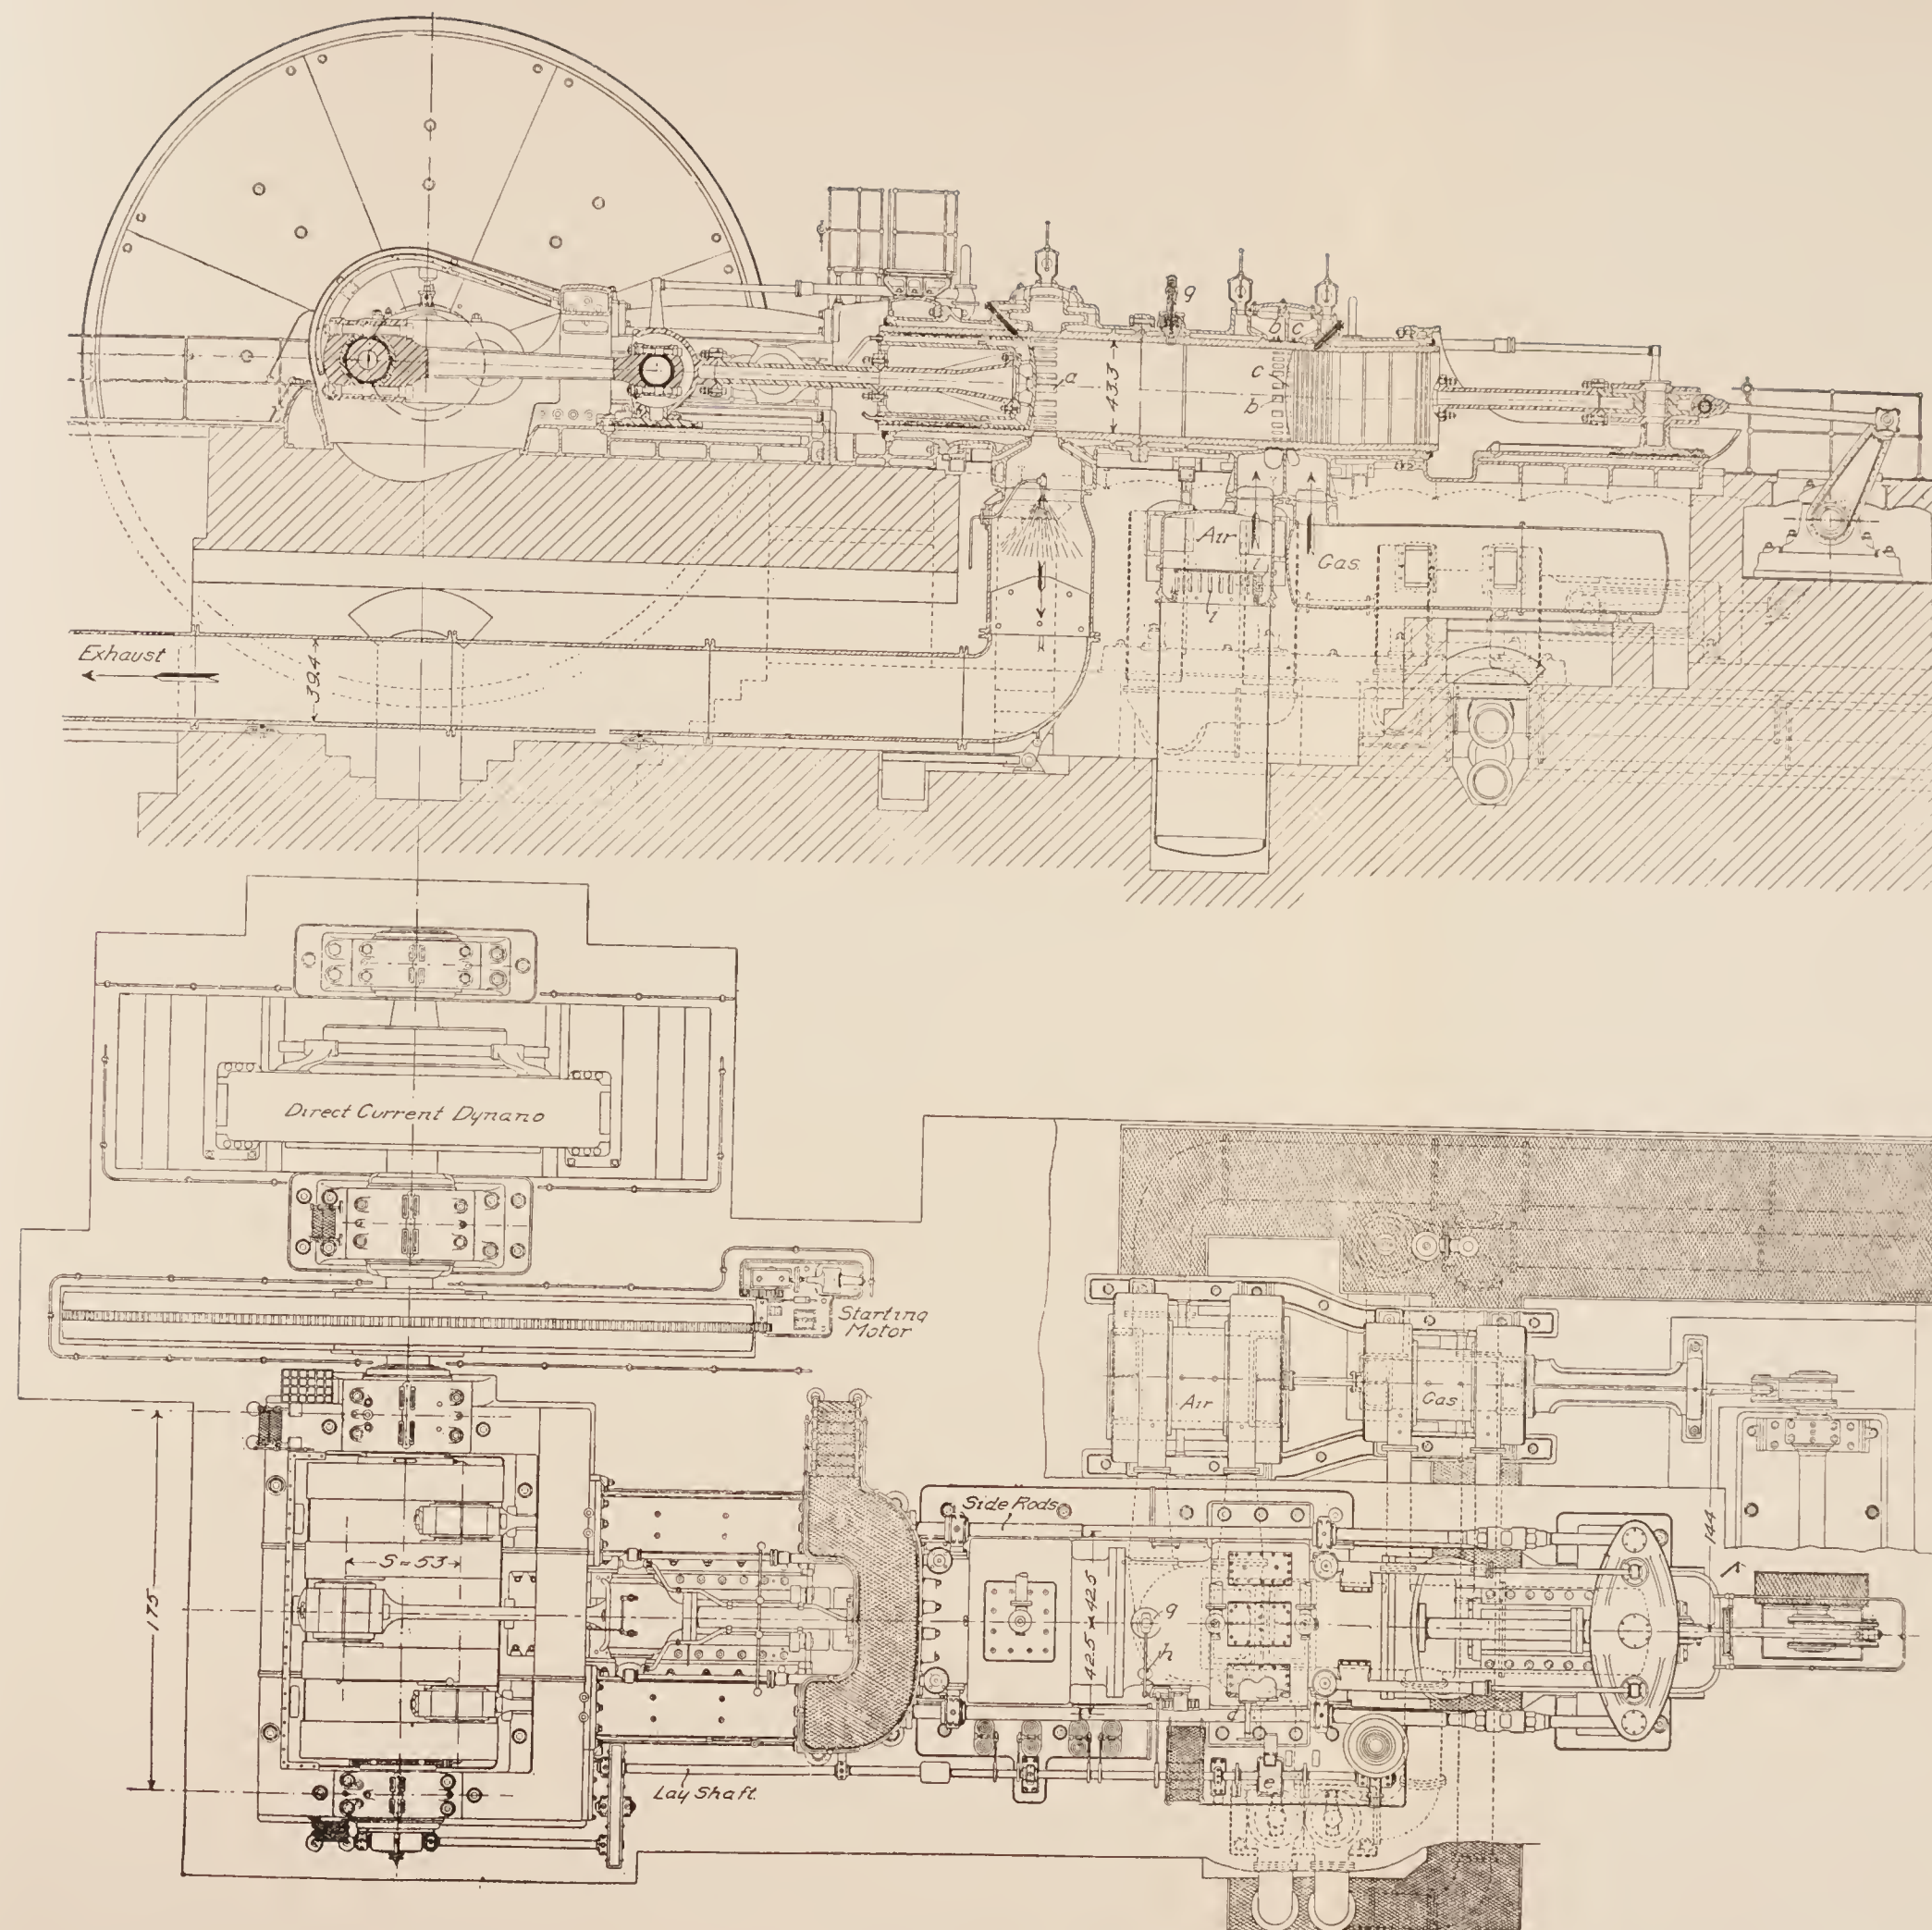 g
b c
c
a
b
43.3
Air
Gas.
l
l
Exhaust
39.4
Direct Current Dynano
Starting
Motor
Air
Gas
Side Rods
144
S=53
175
42.5 × 42.5
g
h
d
e
Lay Shaft.